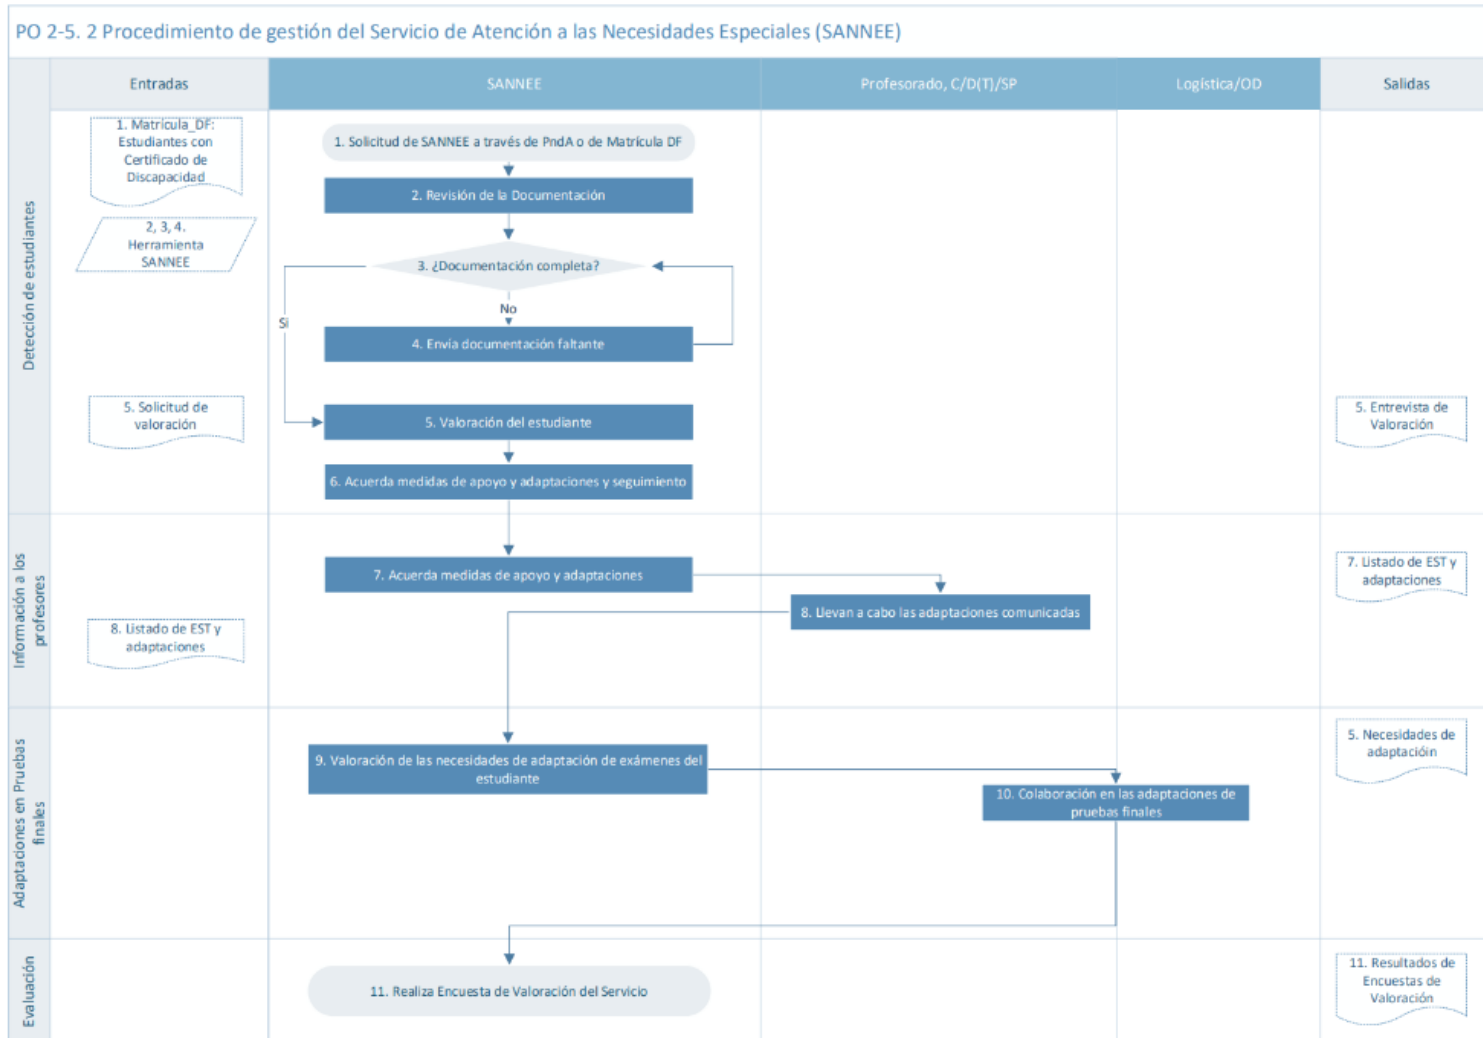 PO 2-5. 2 Procedimiento de gestión del Servicio de Atención a las Necesidades Especiales (SANNEE)
Entradas
SANNEE
Profesorado, C/D(T)/SP
Logística/OD
Salidas
Detección de estudiantes
1. Matricula_DF:
Estudiantes con
Certificado de
Discapacidad
1. Solicitud de SANNEE a través de PndA o de Matrícula DF
2. Revisión de la Documentación
2, 3, 4.
Herramienta
SANNEE
3. ¿Documentación completa?
Si
No
4. Envía documentación faltante
5. Solicitud de
valoración
5. Valoración del estudiante
5. Entrevista de
Valoración
6. Acuerda medidas de apoyo y adaptaciones y seguimiento
Información a los
profesores
7. Acuerda medidas de apoyo y adaptaciones
7. Listado de EST y
adaptaciones
8. Llevan a cabo las adaptaciones comunicadas
8. Listado de EST y
adaptaciones
Adaptaciones en Pruebas
finales
5. Necesidades de
adaptacióin
9. Valoración de las necesidades de adaptación de exámenes del
estudiante
10. Colaboración en las adaptaciones de
pruebas finales
Evaluación
11. Realiza Encuesta de Valoración del Servicio
11. Resultados de
Encuestas de
Valoración